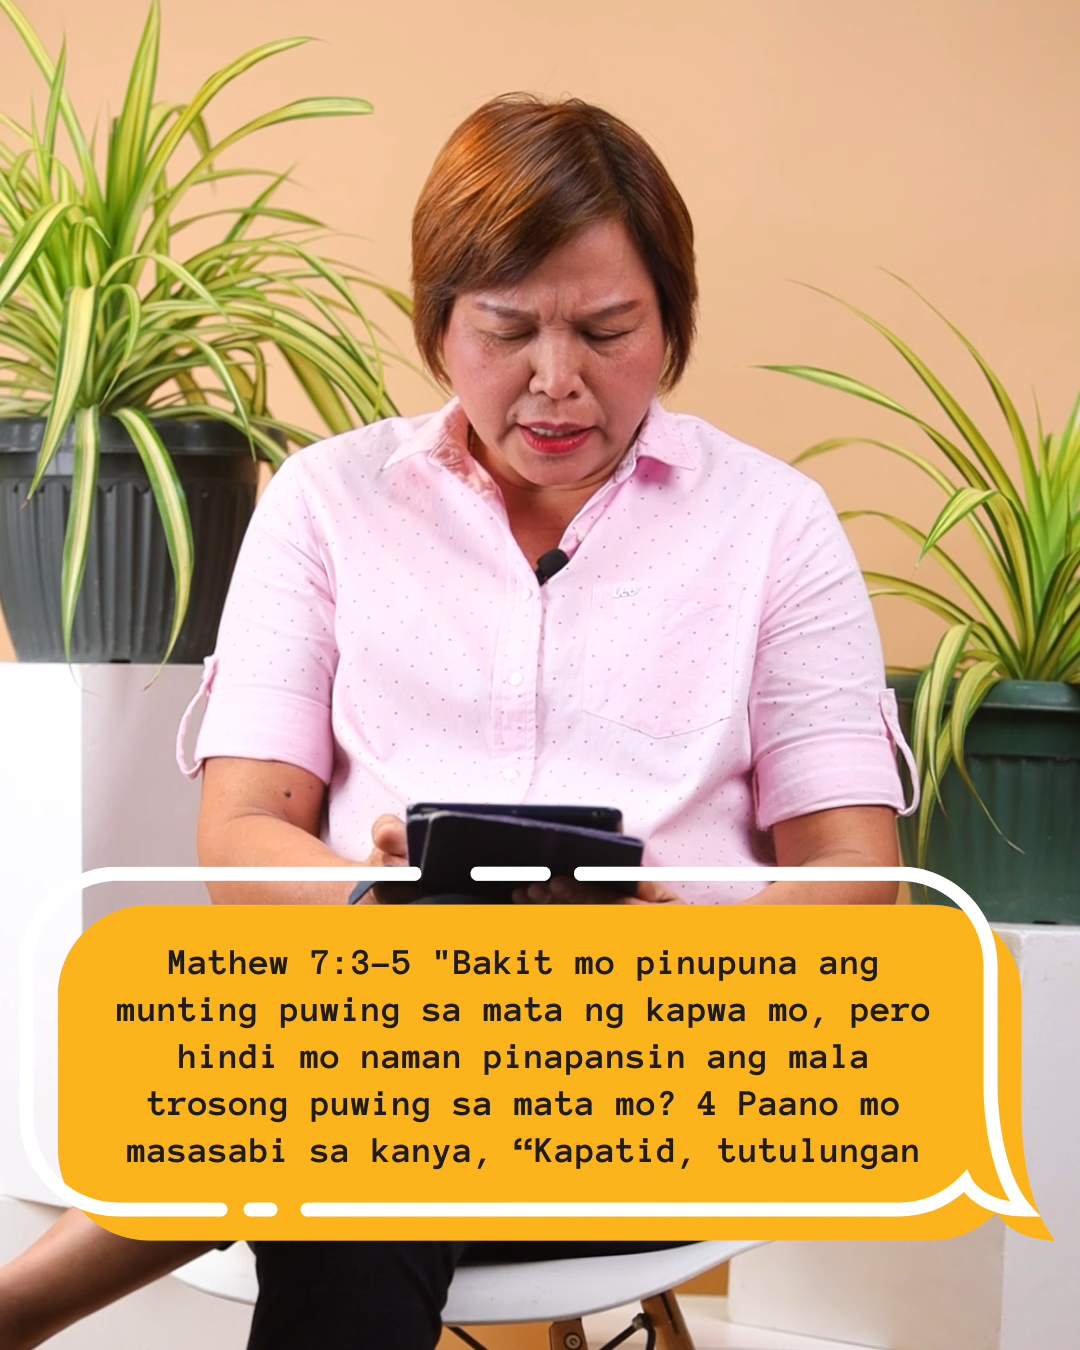 Mathew 7:3-5 "Bakit mo pinupuna ang
munting puwing sa mata ng kapwa mo, pero
hindi mo naman pinapansin ang mala
trosong puwing sa mata mo? 4 Paano mo
masasabi sa kanya, “Kapatid, tutulungan